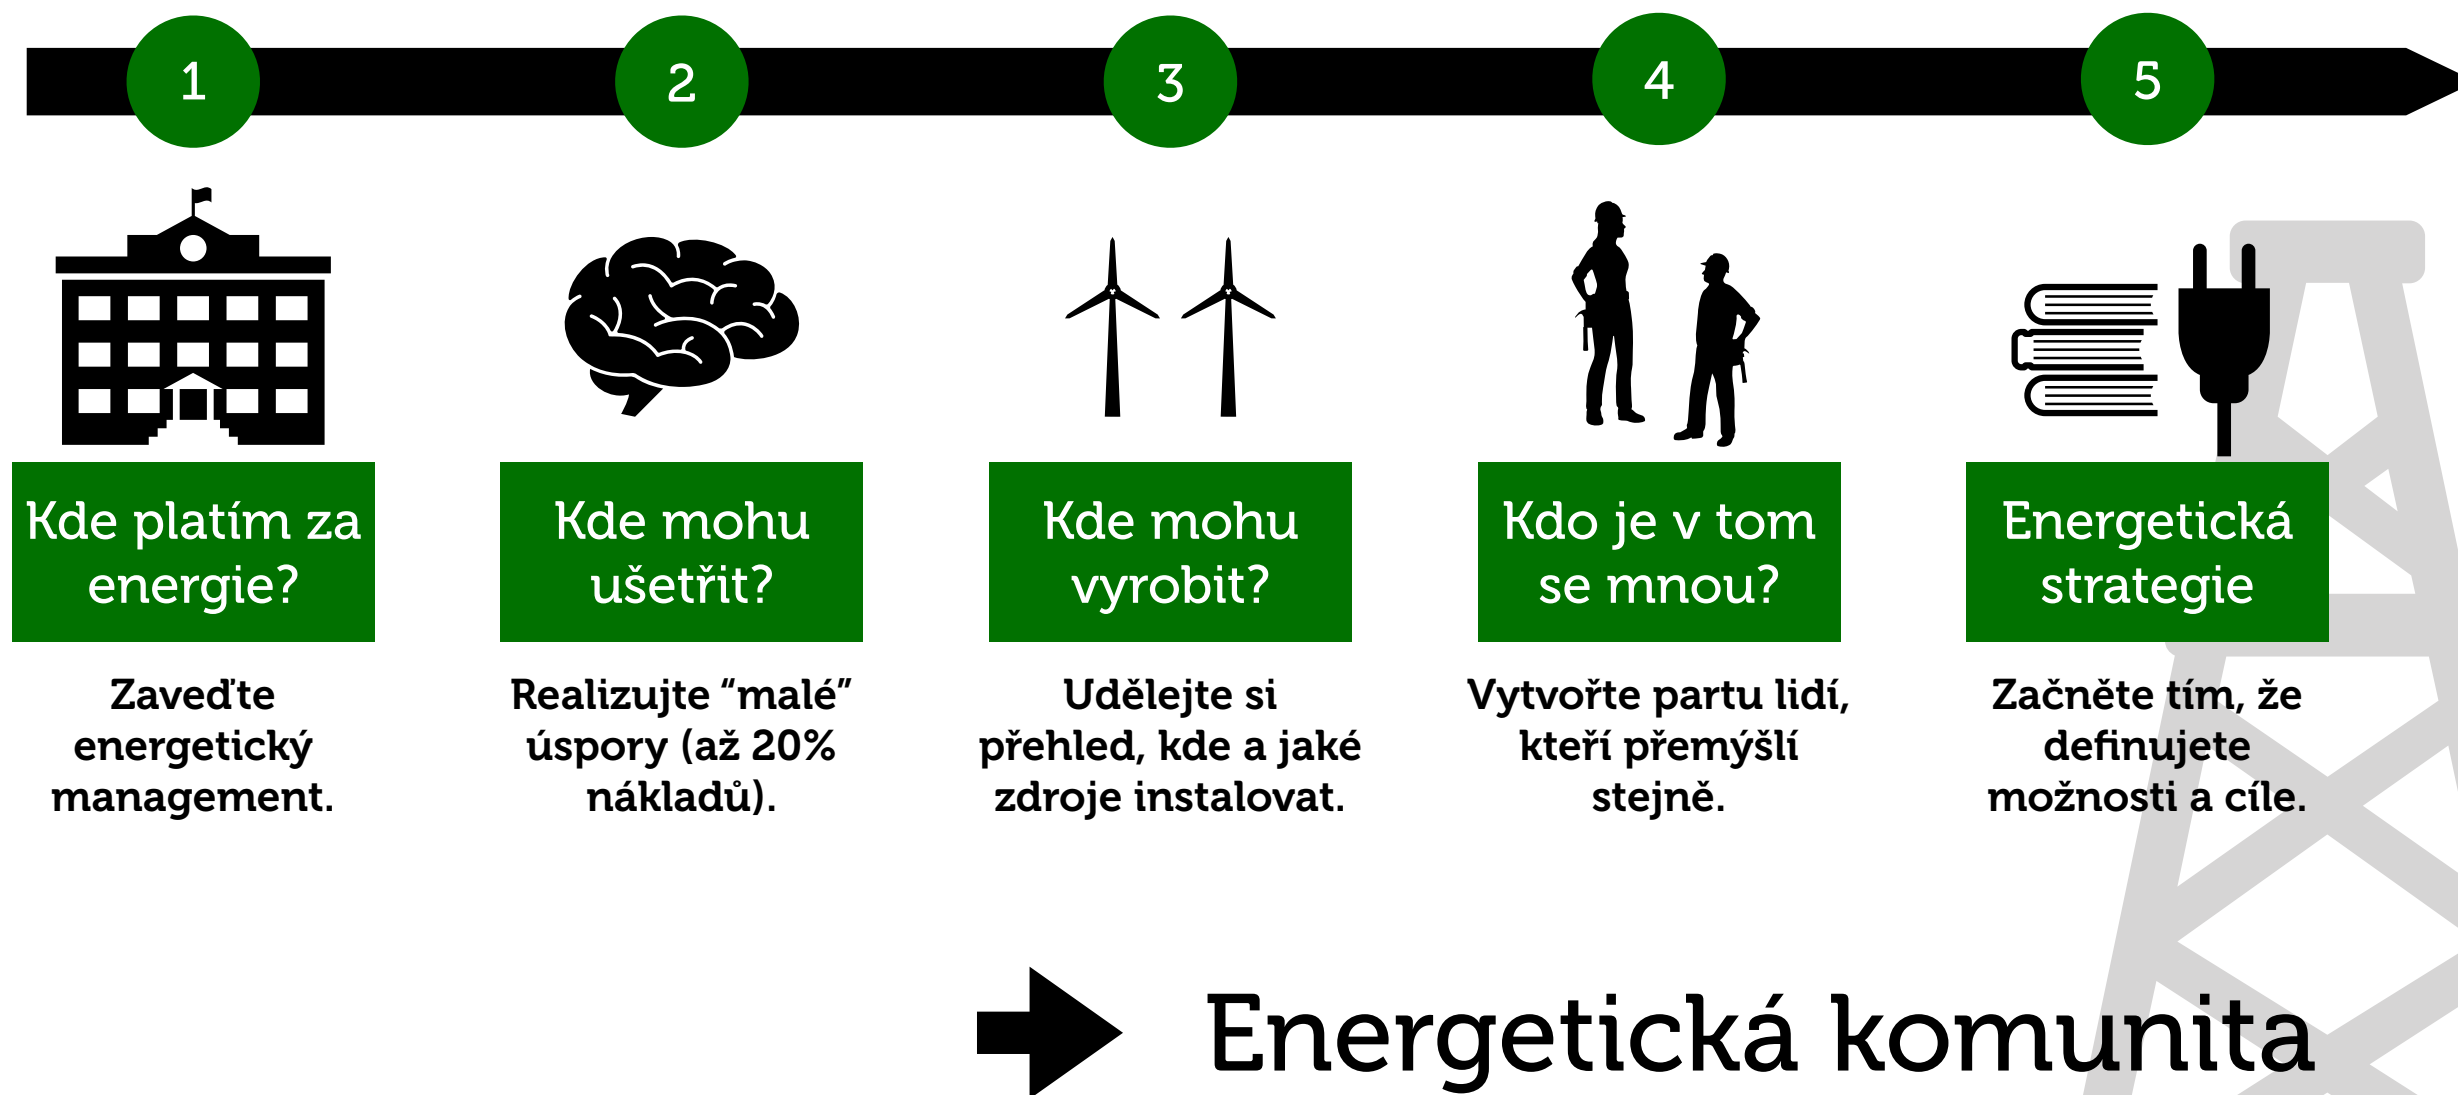 1
2
3
4
5
Kde platím za
energie?
Zaveďte
energetický
management.
Kde mohu
ušetřit?
Realizujte “malé”
úspory (až 20%
nákladů).
Kde mohu
vyrobit?
Udělejte si
přehled, kde a jaké
zdroje instalovat.
Kdo je v tom
se mnou?
Vytvořte partu lidí,
kteří přemýšlí
stejně.
Energetická
strategie
Začněte tím, že
definujete
možnosti a cíle.
Energetická komunita